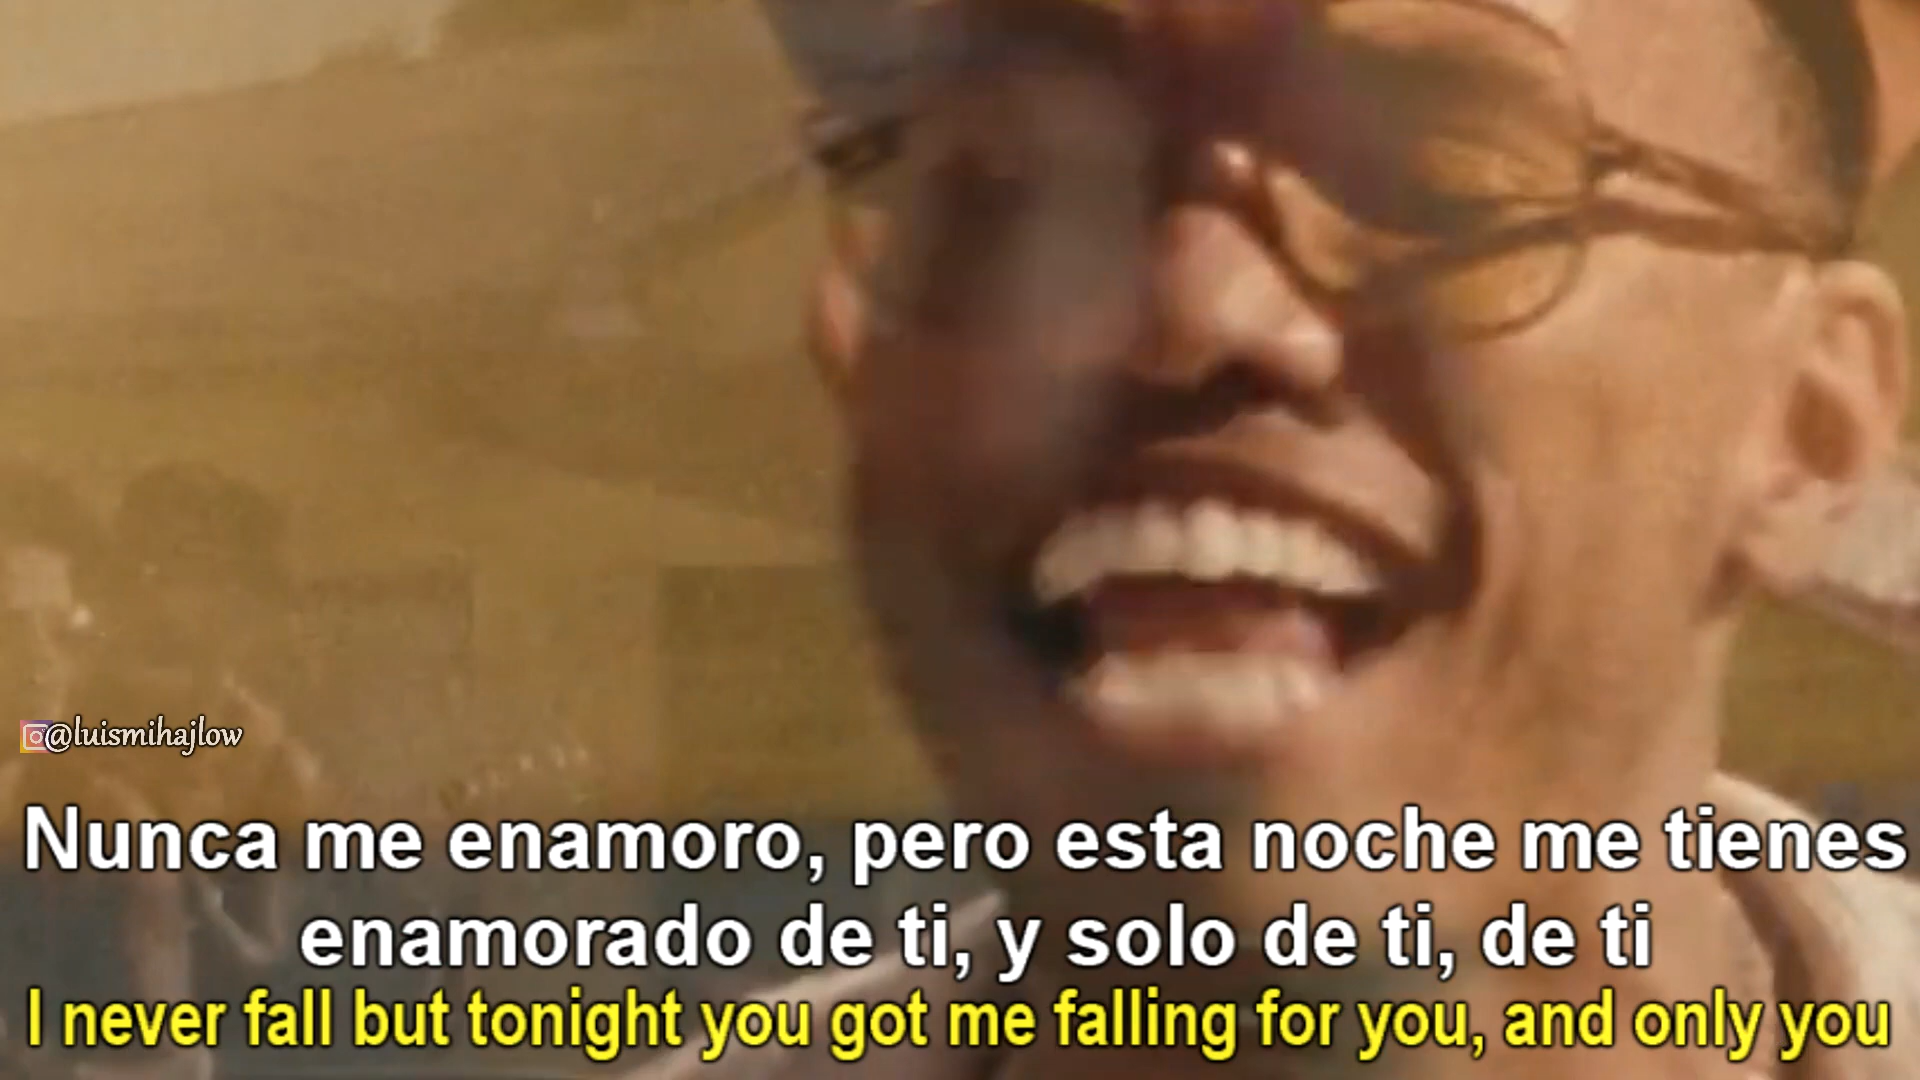 @luismihajlow
Nunca me enamoro, pero esta noche me tienes
enamorado de ti, y solo de ti, de ti
I never fall but tonight you got me falling for you, and only you